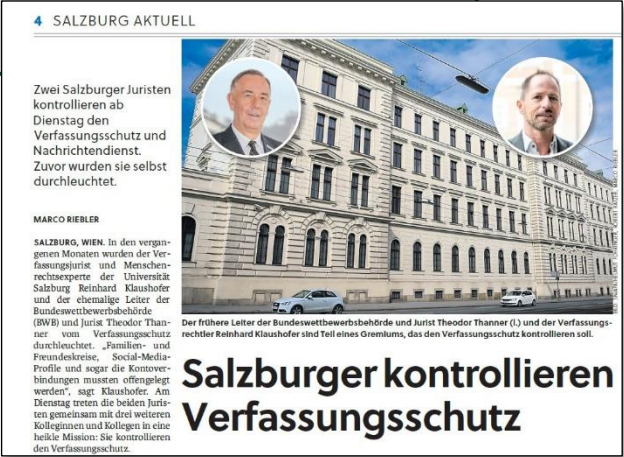 4 SALZBURG AKTUELL
Zwei Salzburger Juristen
kontrollieren ab
Dienstag den
Verfassungsschutz und
Nachrichtendienst.
Zuvor wurden sie selbst
durchleuchtet.
MARCO RIEBLER
SALZBURG, WIEN. In den vergan-
genen Monaten wurden der Ver-
fassungsjurist und Menschen-
rechtsexperte der Universität
Salzburg Reinhard Klaushofer
und der ehemalige Leiter der
Bundeswettbewerbsbehörde
(BWB) und Jurist Theodor Than-
ner vom Verfassungsschutz
durchleuchtet. „Familien- und
Freundeskreise, Social-Media-
Profile und sogar die Kontover-
bindungen mussten offengelegt
werden“, sagt Klaushofer. Am
Dienstag treten die beiden Juris-
ten gemeinsam mit drei weiteren
Kolleginnen und Kollegen in eine
heikle Mission: Sie kontrollieren
den Verfassungsschutz.
Der frühere Leiter der Bundeswettbewerbsbehörde und Jurist Theodor Thanner (l.) und der Verfassungs-
rechtler Reinhard Klaushofer sind Teil eines Gremiums, das den Verfassungsschutz kontrollieren soll.
Salzburger kontrollieren
Verfassungsschutz